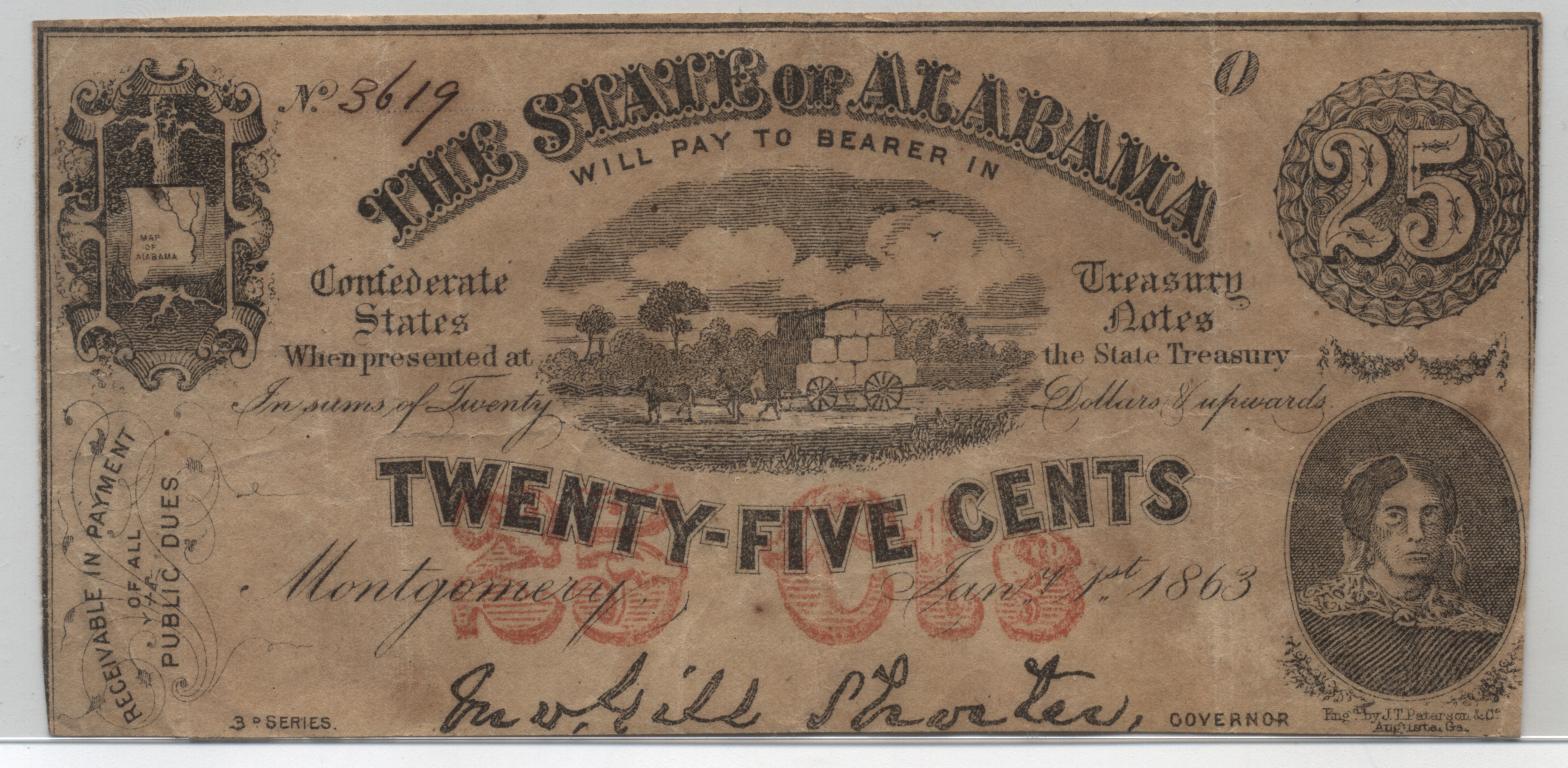 No 3619
O
THE STATE OF ALABAMA
25
WILL PAY TO BEARER IN
MAP
OF
ALABAMA
Confederate
States
Treasury
Notes
When presented at
the State Treasury
In sums of Twenty
Dollars & upwards
RECEIVABLE IN PAYMENT
OF ALL
PUBLIC DUES
TWENTY-FIVE CENTS
25 CTS
Montgomery, Jany. 1st. 1863
3D SERIES.
Jno. Gill Shorter, GOVERNOR
Engd. by J.T. Paterson & Co.
Augusta, Ga.